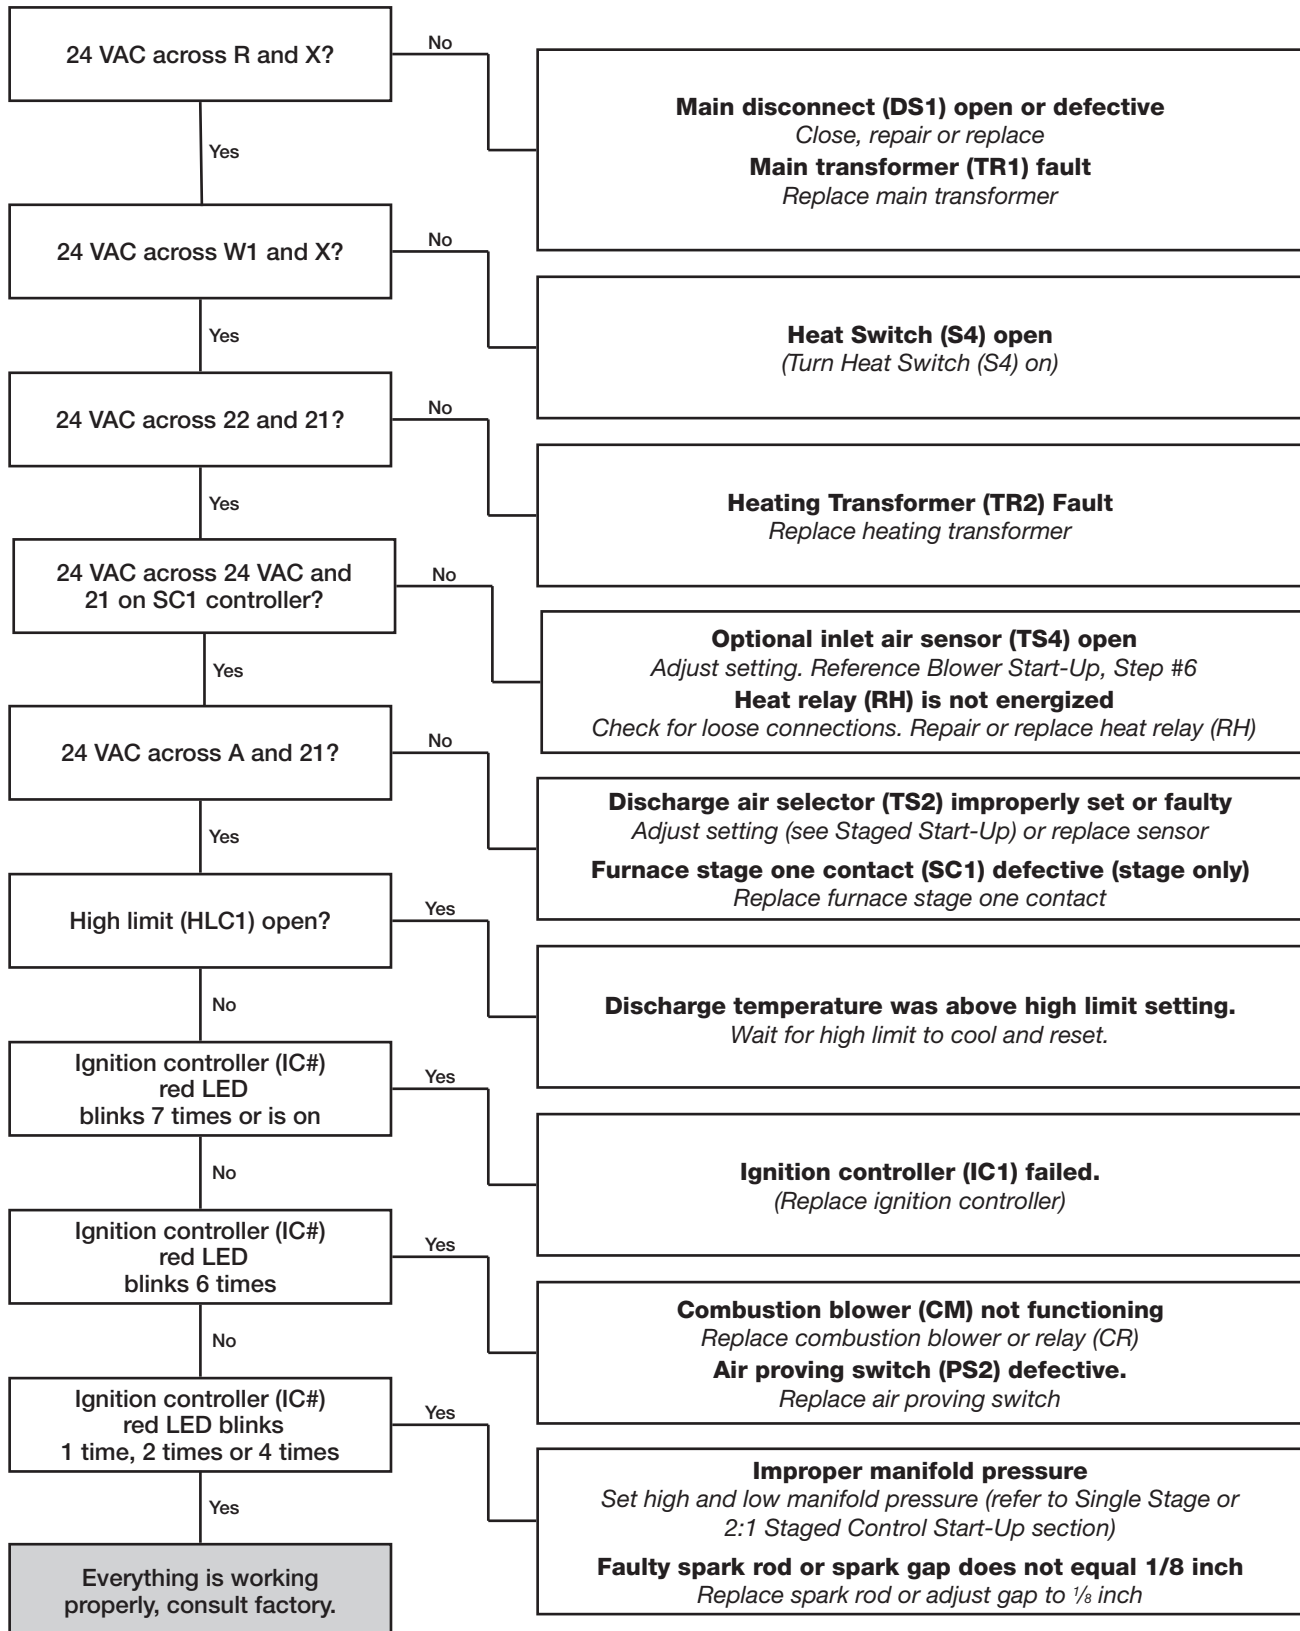 24 VAC across R and X?
No
Main disconnect (DS1) open or defective
Close, repair or replace
Main transformer (TR1) fault
Replace main transformer
Yes
24 VAC across W1 and X?
No
Heat Switch (S4) open
(Turn Heat Switch (S4) on)
Yes
24 VAC across 22 and 21?
No
Heating Transformer (TR2) Fault
Replace heating transformer
Yes
24 VAC across 24 VAC and
21 on SC1 controller?
No
Optional inlet air sensor (TS4) open
Adjust setting. Reference Blower Start-Up, Step #6
Heat relay (RH) is not energized
Check for loose connections. Repair or replace heat relay (RH)
Yes
24 VAC across A and 21?
No
Discharge air selector (TS2) improperly set or faulty
Adjust setting (see Staged Start-Up) or replace sensor
Furnace stage one contact (SC1) defective (stage only)
Replace furnace stage one contact
Yes
High limit (HLC1) open?
Yes
Discharge temperature was above high limit setting.
Wait for high limit to cool and reset.
No
Ignition controller (IC#)
red LED
blinks 7 times or is on
Yes
Ignition controller (IC1) failed.
(Replace ignition controller)
No
Ignition controller (IC#)
red LED
blinks 6 times
Yes
Combustion blower (CM) not functioning
Replace combustion blower or relay (CR)
Air proving switch (PS2) defective.
Replace air proving switch
No
Ignition controller (IC#)
red LED blinks
1 time, 2 times or 4 times
Yes
Improper manifold pressure
Set high and low manifold pressure (refer to Single Stage or
2:1 Staged Control Start-Up section)
Faulty spark rod or spark gap does not equal 1/8 inch
Replace spark rod or adjust gap to ⅛ inch
Yes
Everything is working
properly, consult factory.